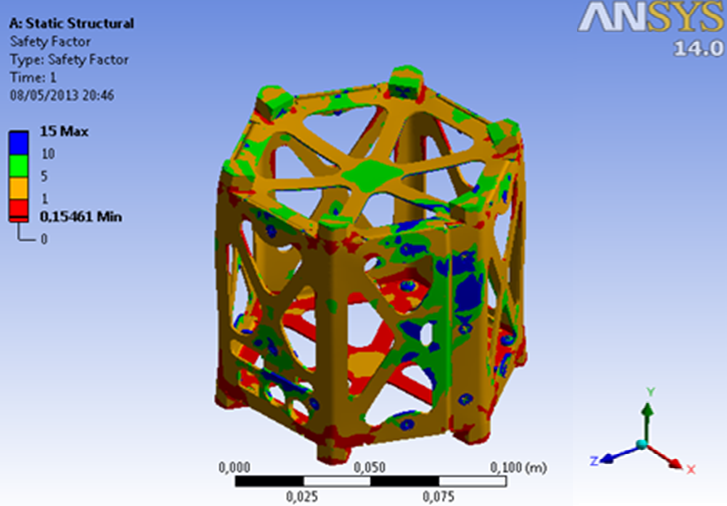 A: Static Structural
Safety Factor
Type: Safety Factor
Time: 1
08/05/2013 20:46
ANSYS
14.0
15 Max
10
5
1
0,15461 Min
0
0,000 0,050 0,100 (m)
0,025 0,075
Y
Z X